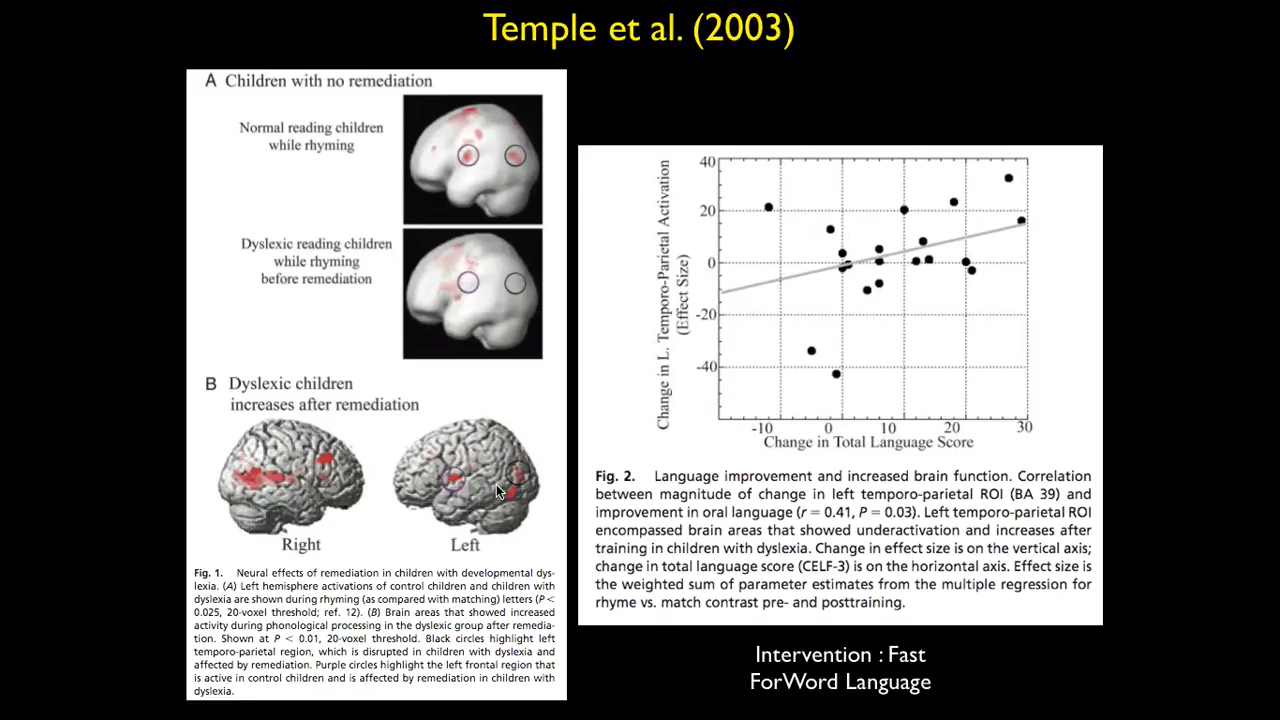 Temple et al. (2003)
A Children with no remediation
Normal reading children
while rhyming
Dyslexic reading children
while rhyming
before remediation
B Dyslexic children
increases after remediation
Right
Left
Fig. 1. Neural effects of remediation in children with developmental dys-
lexia. (A) Left hemisphere activations of control children and children with
dyslexia are shown during rhyming (as compared with matching) letters (P <
0.025, 20-voxel threshold; ref. 12). (B) Brain areas that showed increased
activity during phonological processing in the dyslexic group after remedia-
tion. Shown at P < 0.01, 20-voxel threshold. Black circles highlight left
temporo-parietal region, which is disrupted in children with dyslexia and
affected by remediation. Purple circles highlight the left frontal region that
is active in control children and is affected by remediation in children with
dyslexia.
Change in L. Temporo-Parietal Activation
(Effect Size)
40
20
0
-20
-40
-10 0 10 20 30
Change in Total Language Score
Fig. 2. Language improvement and increased brain function. Correlation
between magnitude of change in left temporo-parietal ROI (BA 39) and
improvement in oral language (r = 0.41, P = 0.03). Left temporo-parietal ROI
encompassed brain areas that showed underactivation and increases after
training in children with dyslexia. Change in effect size is on the vertical axis;
change in total language score (CELF-3) is on the horizontal axis. Effect size is
the weighted sum of parameter estimates from the multiple regression for
rhyme vs. match contrast pre- and posttraining.
Intervention : Fast
ForWord Language